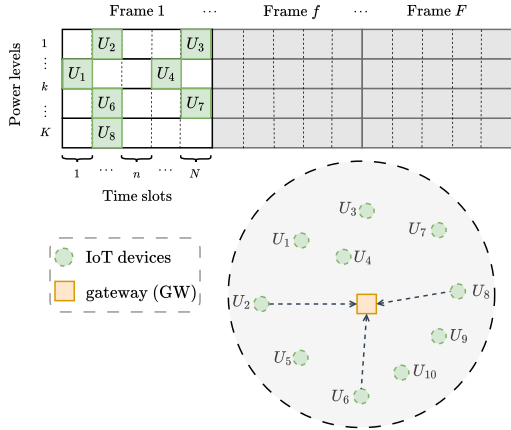 Frame 1 ⋯ Frame f ⋯ Frame F
Power levels
1
⋮
k
⋮
K
U₂ U₃
U₁ U₄
U₆ U₇
U₈
1 ⋯ n ⋯ N
Time slots
IoT devices
gateway (GW)
U₃
U₁
U₇
U₄
U₂
U₈
U₉
U₅
U₁₀
U₆